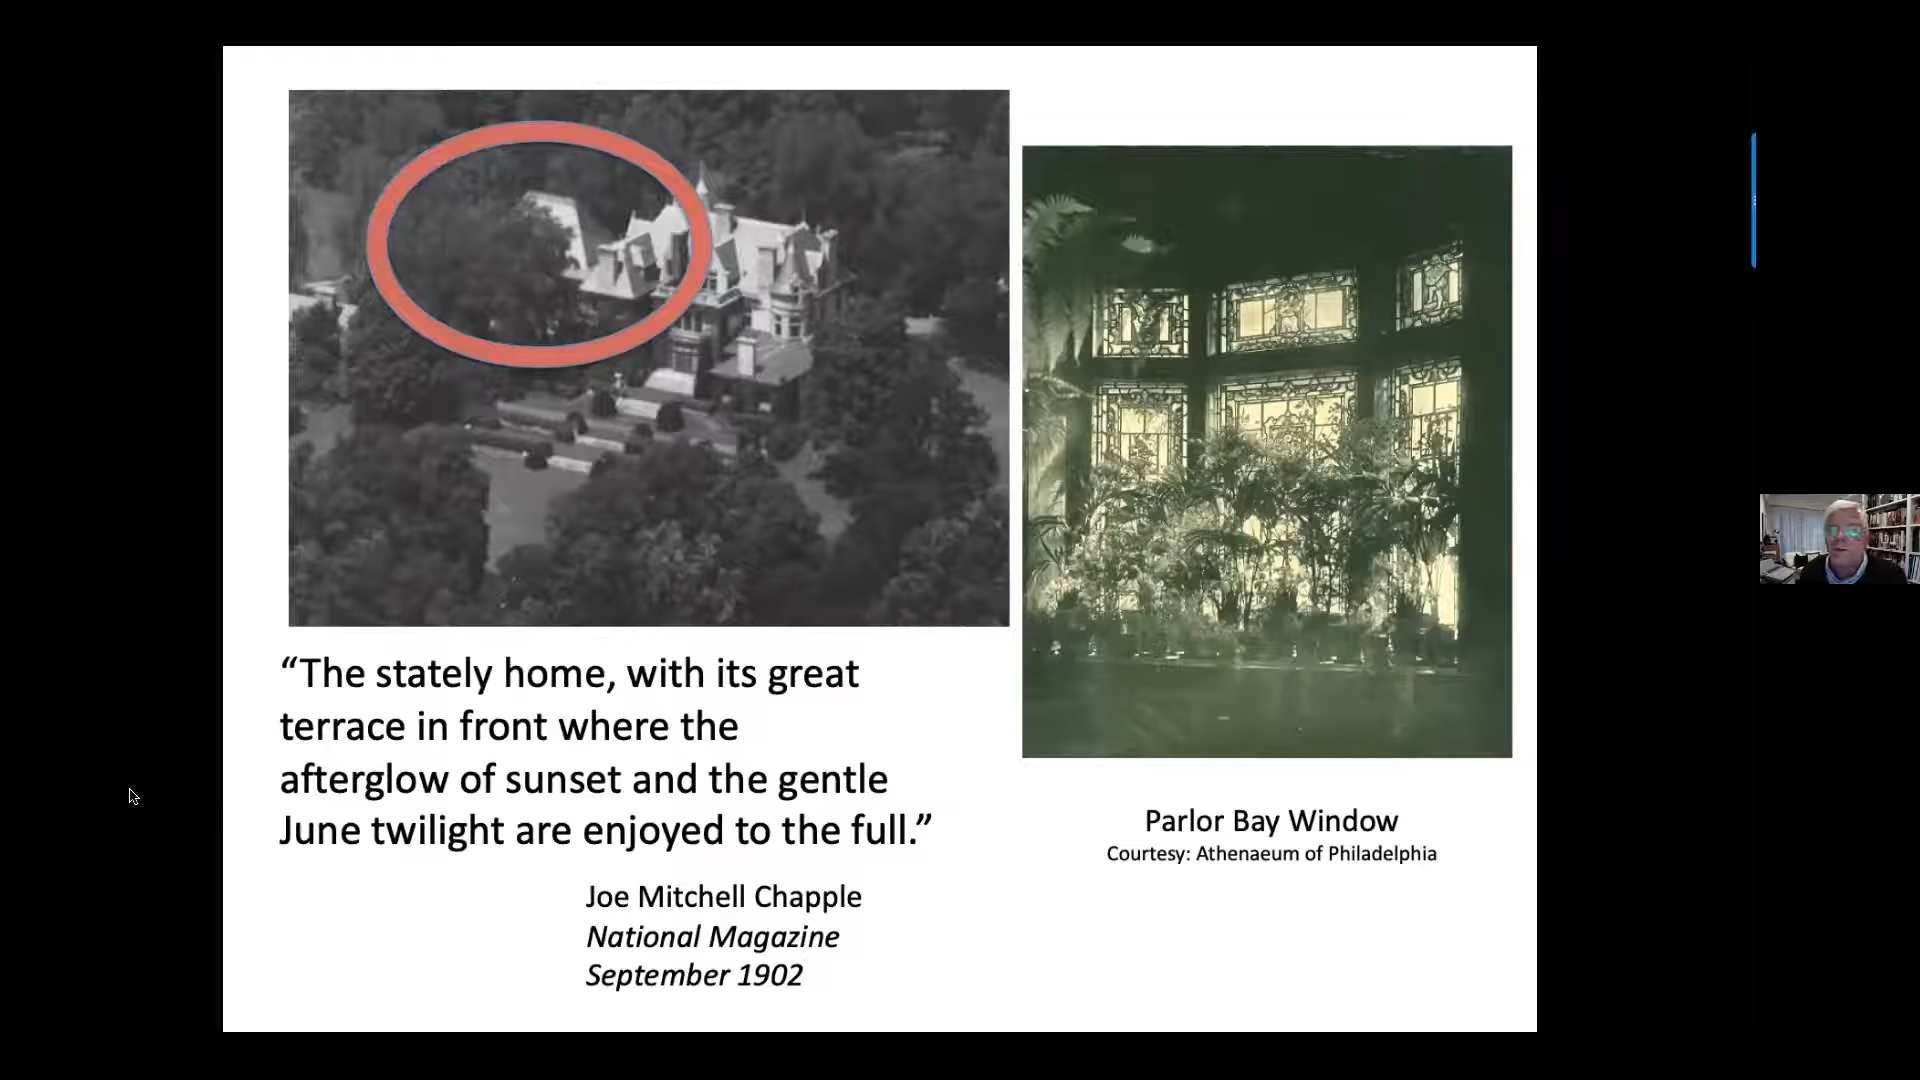 “The stately home, with its great
terrace in front where the
afterglow of sunset and the gentle
June twilight are enjoyed to the full.”
Joe Mitchell Chapple
National Magazine
September 1902
Parlor Bay Window
Courtesy: Athenaeum of Philadelphia